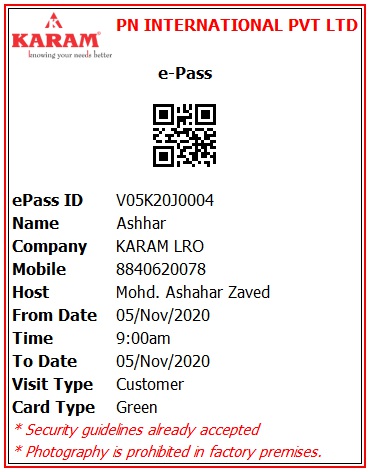 PN INTERNATIONAL PVT LTD
KARAM®
knowing your needs better
e-Pass
ePass ID V05K20J0004
Name Ashhar
Company KARAM LRO
Mobile 8840620078
Host Mohd. Ashahar Zaved
From Date 05/Nov/2020
Time 9:00am
To Date 05/Nov/2020
Visit Type Customer
Card Type Green
* Security guidelines already accepted
* Photography is prohibited in factory premises.